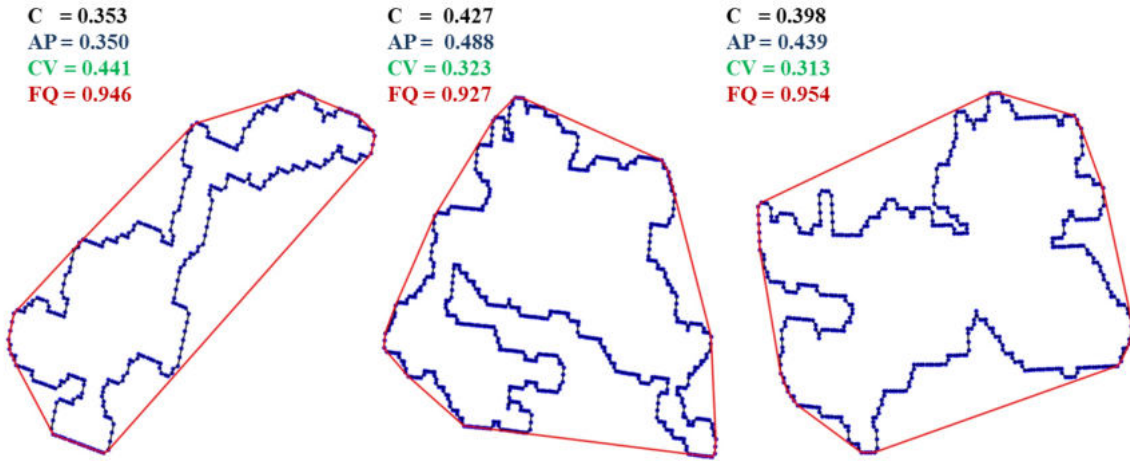 C = 0.353
AP = 0.350
CV = 0.441
FQ = 0.946
C = 0.427
AP = 0.488
CV = 0.323
FQ = 0.927
C = 0.398
AP = 0.439
CV = 0.313
FQ = 0.954